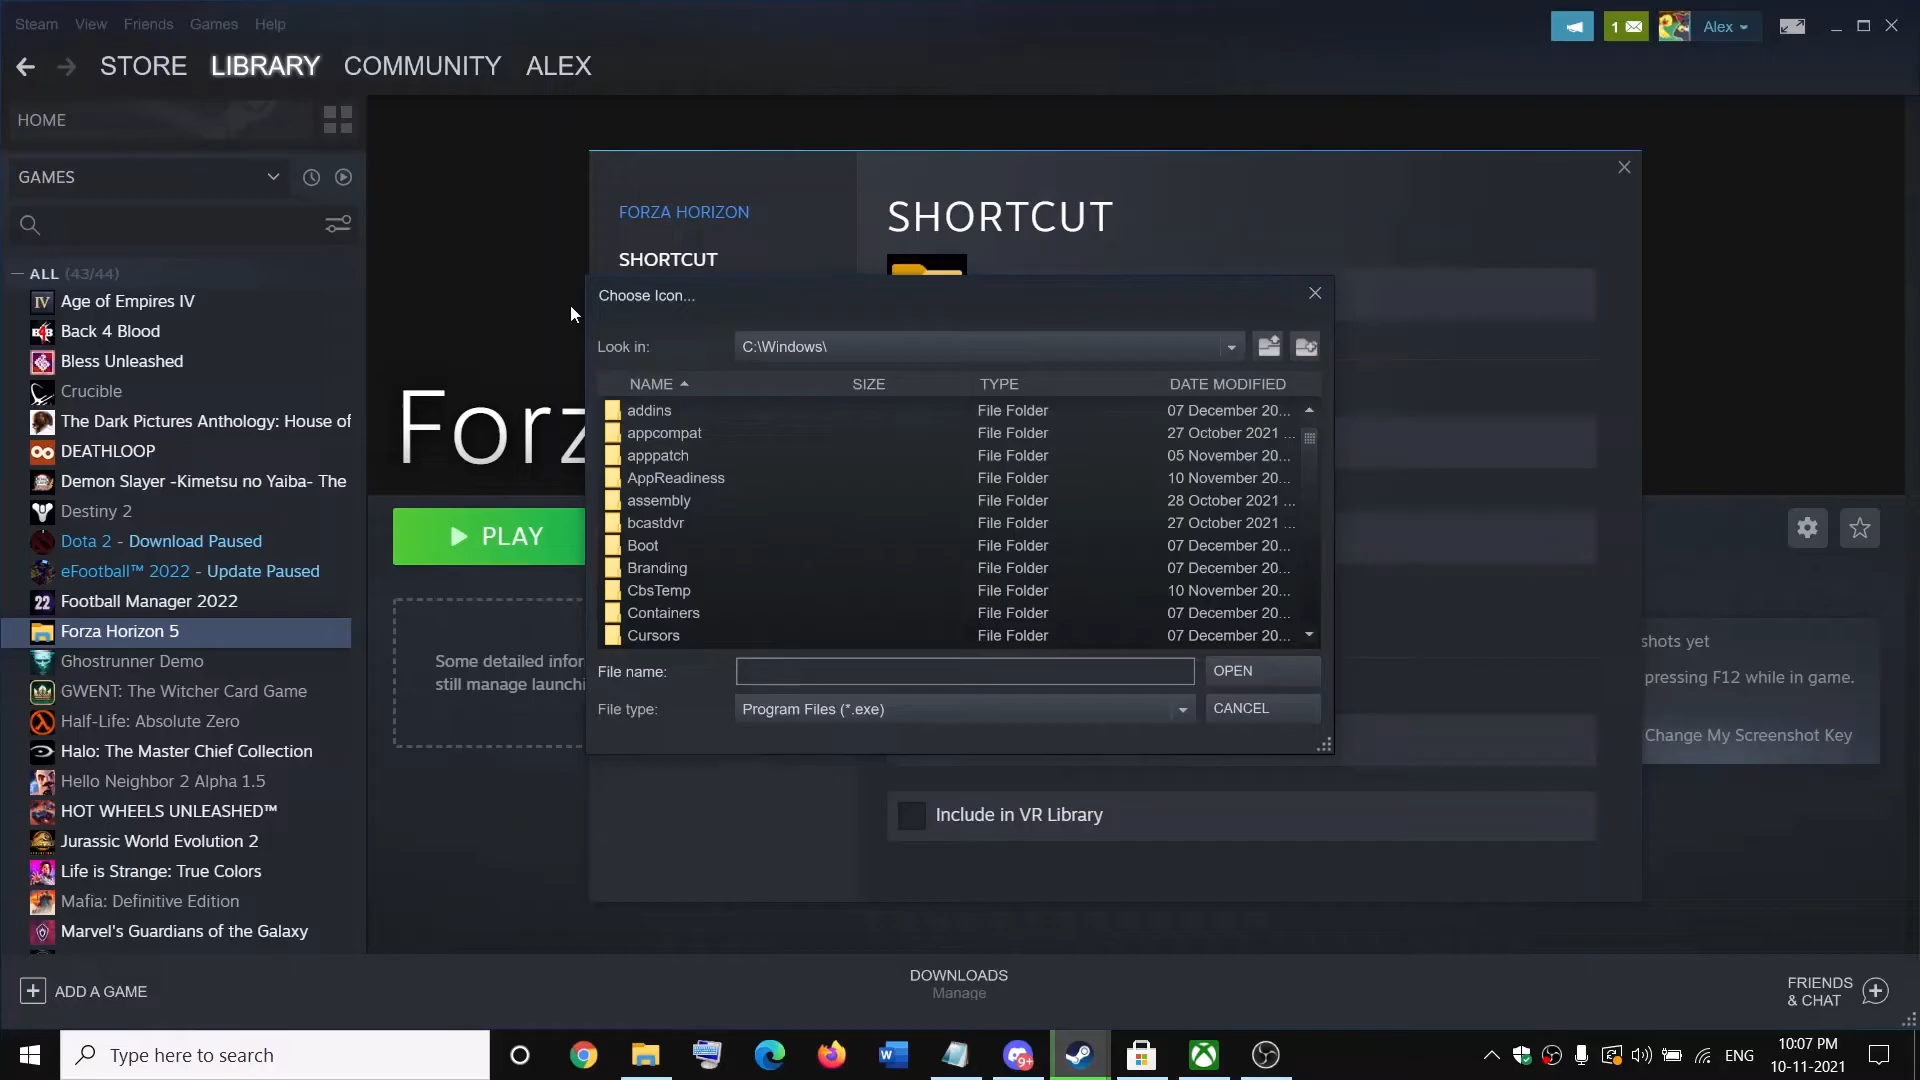 Steam View Friends Games Help
1 Alex
STORE LIBRARY COMMUNITY ALEX
HOME
GAMES
ALL (43/44)
Age of Empires IV
Back 4 Blood
Bless Unleashed
Crucible
The Dark Pictures Anthology: House of
DEATHLOOP
Demon Slayer -Kimetsu no Yaiba- The
Destiny 2
Dota 2 - Download Paused
eFootball™ 2022 - Update Paused
Football Manager 2022
Forza Horizon 5
Ghostrunner Demo
GWENT: The Witcher Card Game
Half-Life: Absolute Zero
Halo: The Master Chief Collection
Hello Neighbor 2 Alpha 1.5
HOT WHEELS UNLEASHED™
Jurassic World Evolution 2
Life is Strange: True Colors
Mafia: Definitive Edition
Marvel's Guardians of the Galaxy
ADD A GAME
Forz
PLAY
Some detailed infor
still manage launchi
FORZA HORIZON
SHORTCUT
SHORTCUT
Choose Icon...
Look in: C:\Windows\
NAME SIZE TYPE DATE MODIFIED
addins File Folder 07 December 20...
appcompat File Folder 27 October 2021 ...
apppatch File Folder 05 November 20...
AppReadiness File Folder 10 November 20...
assembly File Folder 28 October 2021 ...
bcastdvr File Folder 27 October 2021 ...
Boot File Folder 07 December 20...
Branding File Folder 07 December 20...
CbsTemp File Folder 10 November 20...
Containers File Folder 07 December 20...
Cursors File Folder 07 December 20...
File name: OPEN
File type: Program Files (*.exe) CANCEL
Include in VR Library
shots yet
pressing F12 while in game.
Change My Screenshot Key
DOWNLOADS
Manage
FRIENDS
& CHAT
Type here to search
9+
ENG
10:07 PM
10-11-2021